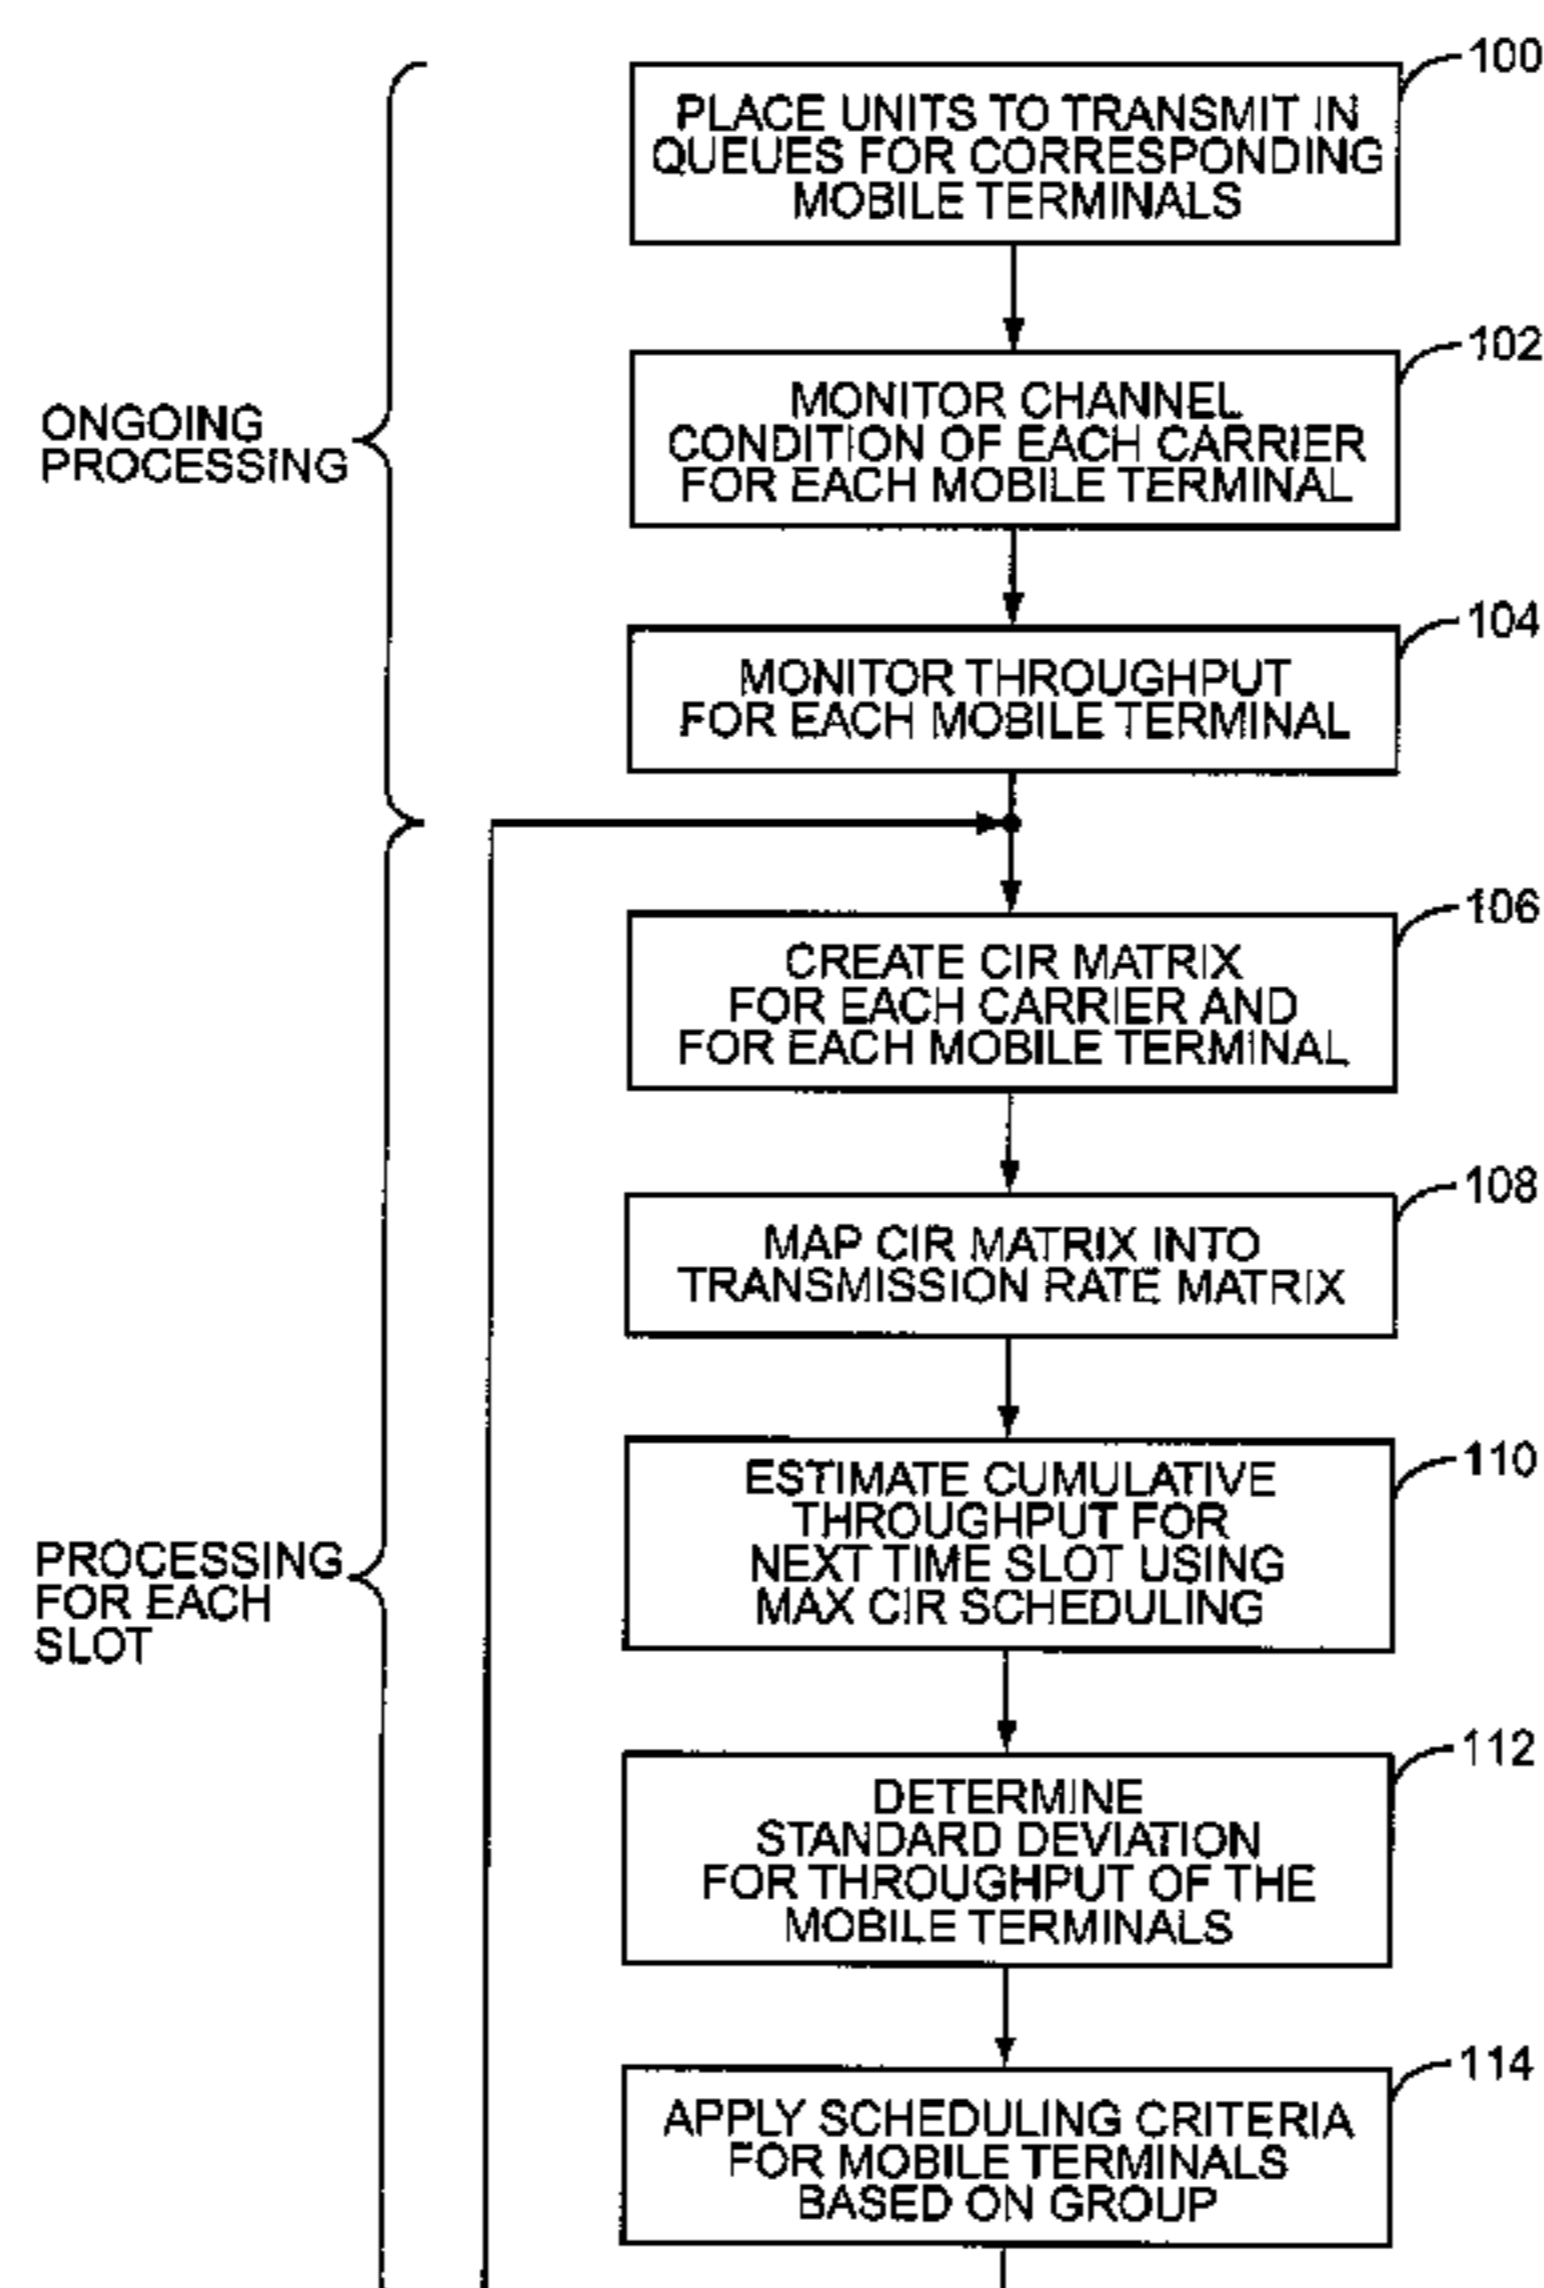 100
PLACE UNITS TO TRANSMIT IN
QUEUES FOR CORRESPONDING
MOBILE TERMINALS
102
MONITOR CHANNEL
CONDITION OF EACH CARRIER
FOR EACH MOBILE TERMINAL
ONGOING
PROCESSING
104
MONITOR THROUGHPUT
FOR EACH MOBILE TERMINAL
106
CREATE CIR MATRIX
FOR EACH CARRIER AND
FOR EACH MOBILE TERMINAL
108
MAP CIR MATRIX INTO
TRANSMISSION RATE MATRIX
110
ESTIMATE CUMULATIVE
THROUGHPUT FOR
NEXT TIME SLOT USING
MAX CIR SCHEDULING
PROCESSING
FOR EACH
SLOT
112
DETERMINE
STANDARD DEVIATION
FOR THROUGHPUT OF THE
MOBILE TERMINALS
114
APPLY SCHEDULING CRITERIA
FOR MOBILE TERMINALS
BASED ON GROUP